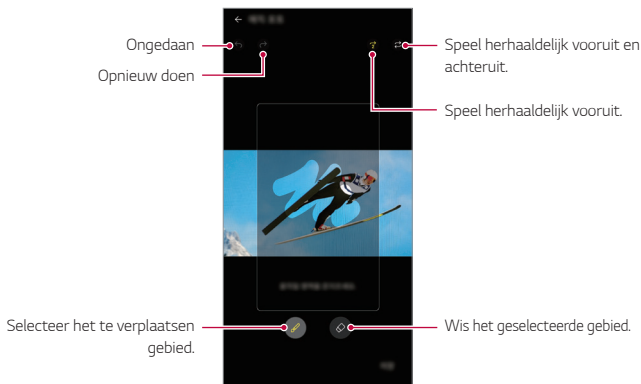 Ongedaan
Opnieuw doen
Speel herhaaldelijk vooruit en
achteruit.
Speel herhaaldelijk vooruit.
Selecteer het te verplaatsen
gebied.
Wis het geselecteerde gebied.